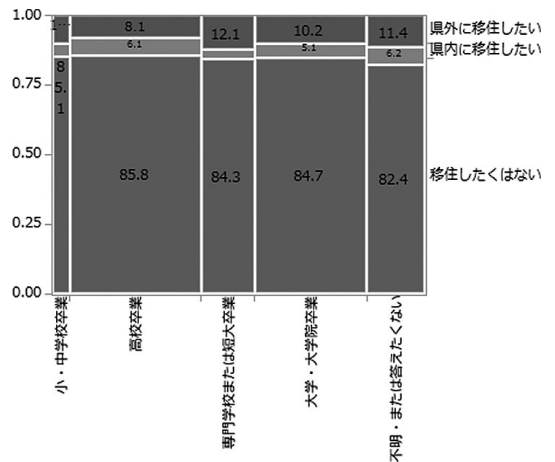 1.00
0.75
0.50
0.25
0.00
1…
8.1
12.1
10.2
11.4
県外に移住したい
6.1
5.1
6.2
県内に移住したい
8
5.
1
85.8
84.3
84.7
82.4
移住したくはない
小・中学校卒業
高校卒業
専門学校または短大卒業
大学・大学院卒業
不明・または答えたくない